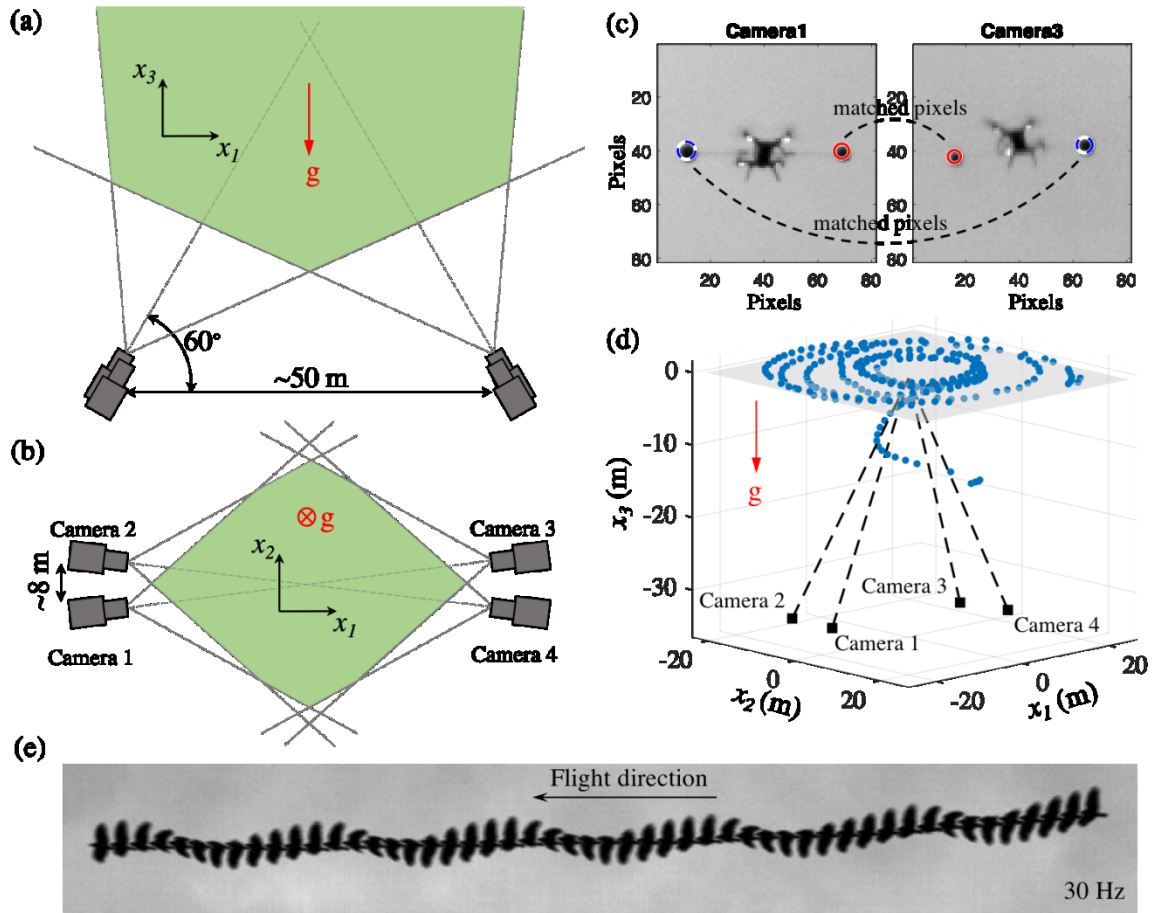 (a)
x3
x1
g
60°
~50 m
(b)
Camera 2
Camera 3
g
x2
~8 m
x1
Camera 1
Camera 4
(c)
Camera1
Camera3
20
20
matched pixels
40
40
Pixels
60
60
matched pixels
80
80
20 40 60 80
20 40 60 80
Pixels
Pixels
(d)
0
-10
g
x3 (m)
-20
-30
Camera 2
Camera 3
Camera 4
Camera 1
-20
0
20
x2 (m)
-20
0
20
x1 (m)
(e)
Flight direction
30 Hz